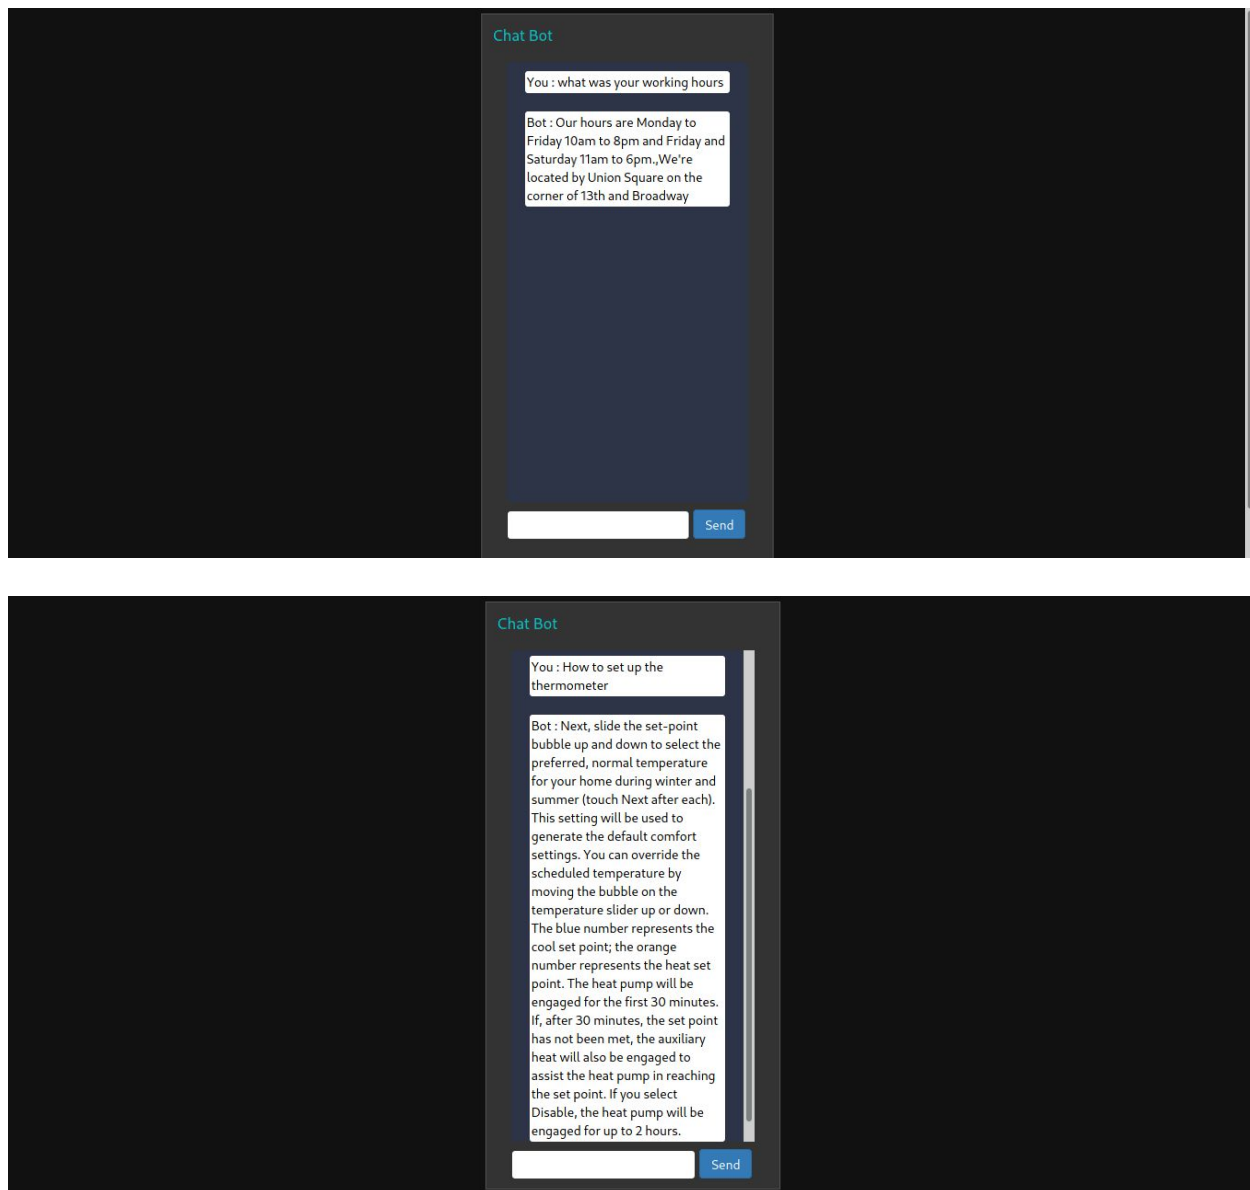 Chat Bot
You : what was your working hours
Bot : Our hours are Monday to
Friday 10am to 8pm and Friday and
Saturday 11am to 6pm.,We're
located by Union Square on the
corner of 13th and Broadway
Send
Chat Bot
You : How to set up the
thermometer
Bot : Next, slide the set-point
bubble up and down to select the
preferred, normal temperature
for your home during winter and
summer (touch Next after each).
This setting will be used to
generate the default comfort
settings. You can override the
scheduled temperature by
moving the bubble on the
temperature slider up or down.
The blue number represents the
cool set point; the orange
number represents the heat set
point. The heat pump will be
engaged for the first 30 minutes.
If, after 30 minutes, the set point
has not been met, the auxiliary
heat will also be engaged to
assist the heat pump in reaching
the set point. If you select
Disable, the heat pump will be
engaged for up to 2 hours.
Send